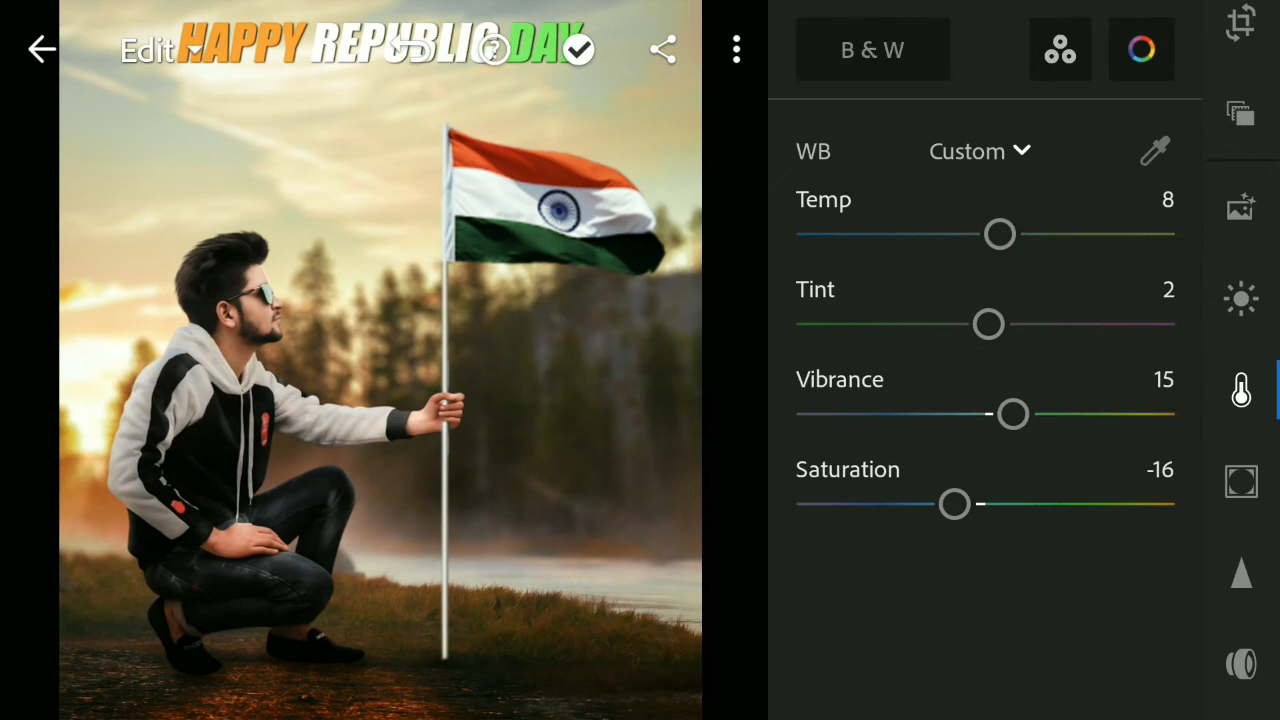 Edit
HAPPY REPUBLIC DAY
B & W
WB Custom
Temp 8
Tint 2
Vibrance 15
Saturation -16